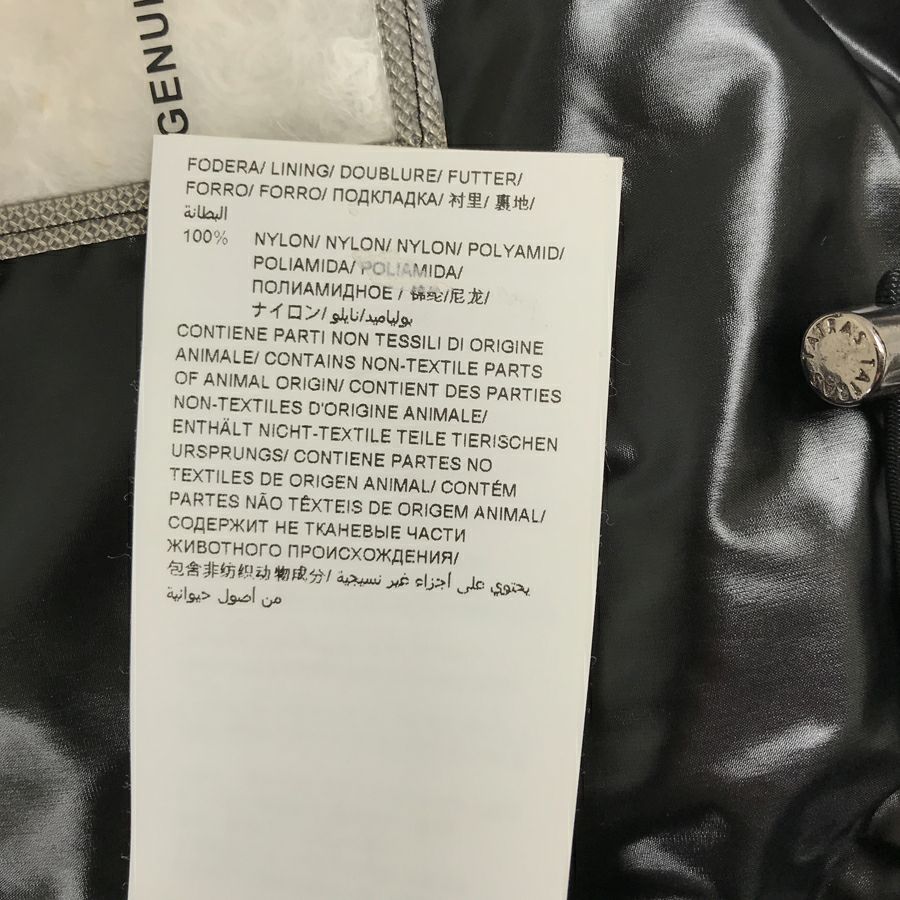 GENUI
FODERA/ LINING/ DOUBLURE/ FUTTER/
FORRO/ FORRO/ ПОДКЛАДКА/ 衬里/ 裏地/
البطانة
100% NYLON/ NYLON/ NYLON/ POLYAMID/
POLIAMIDA/ POLIAMIDA/
ПОЛИАМИДНОЕ / 锦纶/尼龙/
ナイロン/ بولياميد/نايلو
CONTIENE PARTI NON TESSILI DI ORIGINE
ANIMALE/ CONTAINS NON-TEXTILE PARTS
OF ANIMAL ORIGIN/ CONTIENT DES PARTIES
NON-TEXTILES D'ORIGINE ANIMALE/
ENTHÄLT NICHT-TEXTILE TEILE TIERISCHEN
URSPRUNGS/ CONTIENE PARTES NO
TEXTILES DE ORIGEN ANIMAL/ CONTÉM
PARTES NÃO TÊXTEIS DE ORIGEM ANIMAL/
СОДЕРЖИТ НЕ ТКАНЕВЫЕ ЧАСТИ
ЖИВОТНОГО ПРОИСХОЖДЕНИЯ/
包含非纺织动物成分/ يحتوي على أجزاء غير نسيجية
من أصول حيوانية